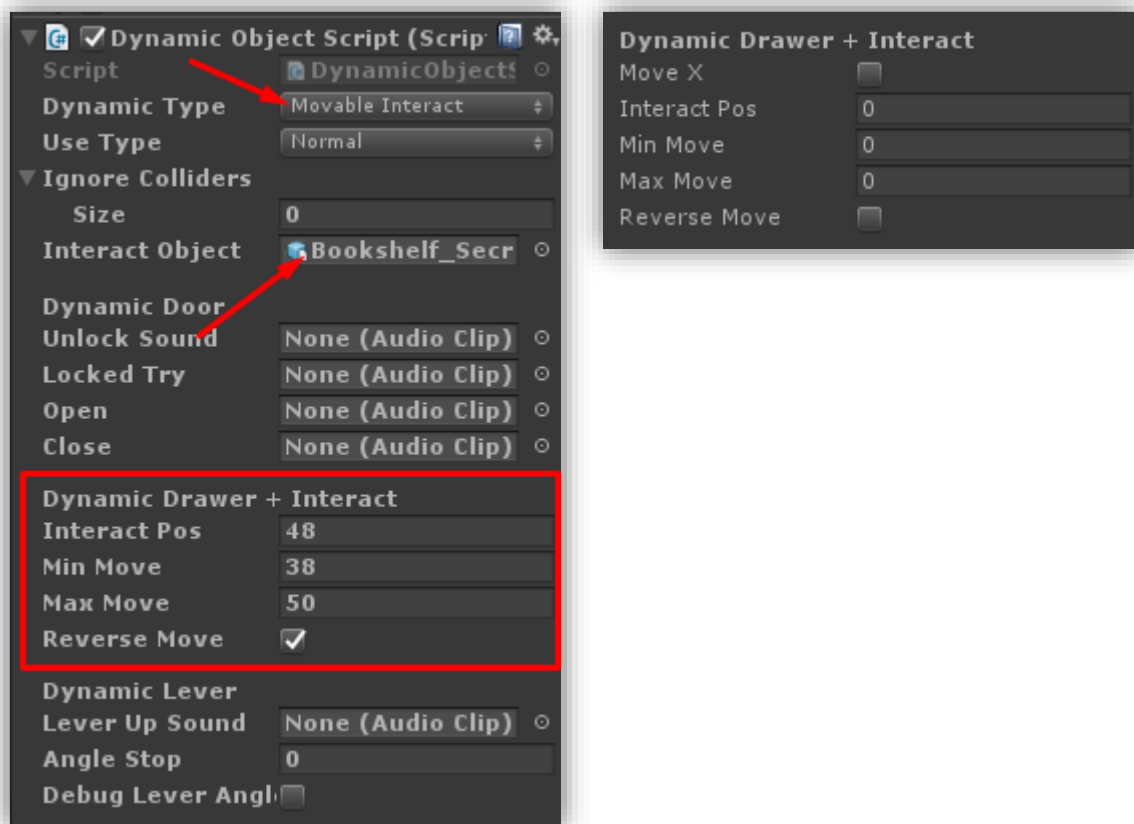 Dynamic Object Script (Scrip
Script DynamicObjectS
Dynamic Type Movable Interact
Use Type Normal
Ignore Colliders
Size 0
Interact Object Bookshelf_Secr
Dynamic Door
Unlock Sound None (Audio Clip)
Locked Try None (Audio Clip)
Open None (Audio Clip)
Close None (Audio Clip)
Dynamic Drawer + Interact
Interact Pos 48
Min Move 38
Max Move 50
Reverse Move
Dynamic Lever
Lever Up Sound None (Audio Clip)
Angle Stop 0
Debug Lever Angl
Dynamic Drawer + Interact
Move X
Interact Pos 0
Min Move 0
Max Move 0
Reverse Move